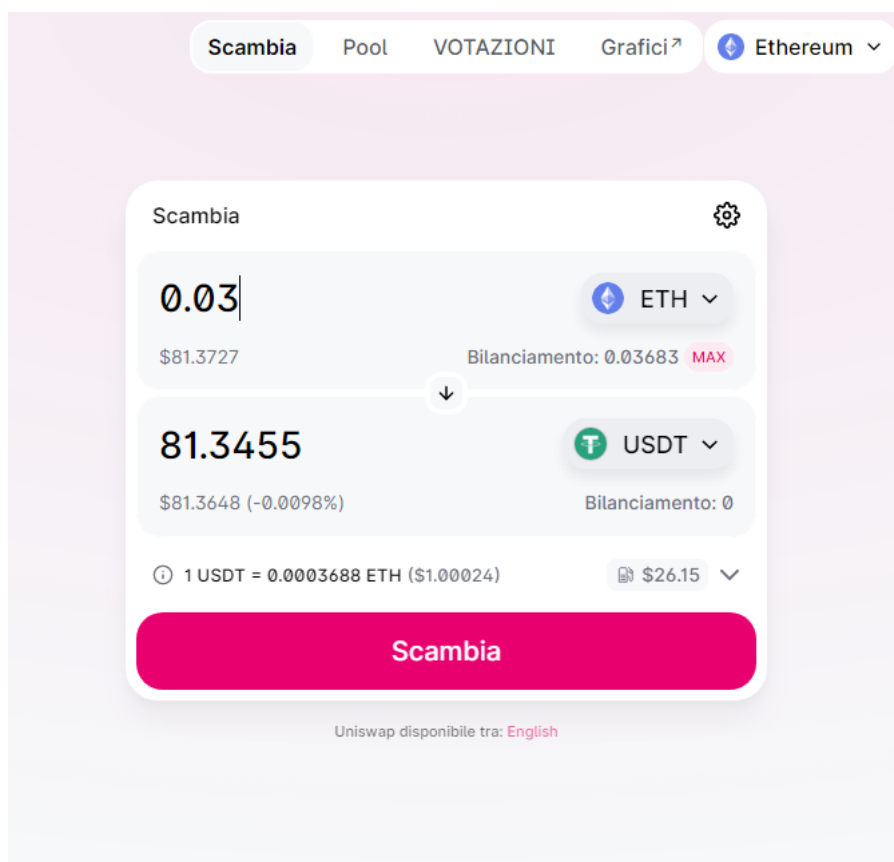 Scambia Pool VOTAZIONI Grafici↗ Ethereum
Scambia
0.03 ETH
$81.3727 Bilanciamento: 0.03683 MAX
81.3455 USDT
$81.3648 (-0.0098%) Bilanciamento: 0
1 USDT = 0.0003688 ETH ($1.00024) $26.15
Scambia
Uniswap disponibile tra: English